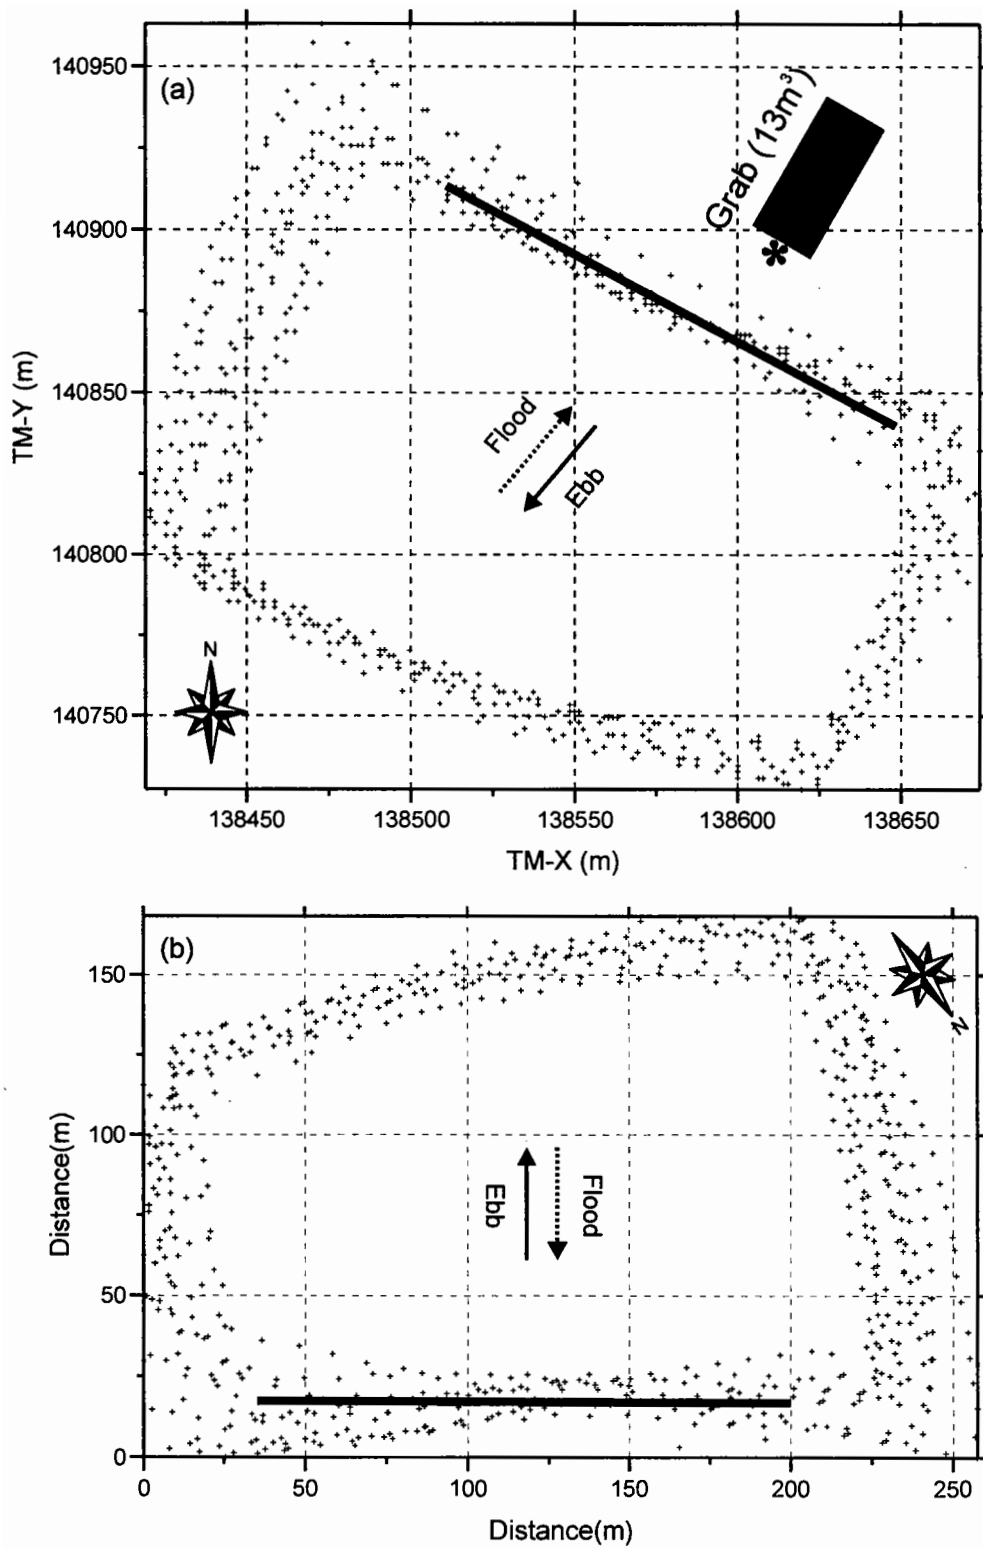 (a)
140950
140900
140850
140800
140750
TM-Y (m)
Grab (13m³)
Flood
Ebb
N
138450
138500
138550
138600
138650
TM-X (m)
(b)
N
150
100
50
0
Distance(m)
Ebb
Flood
0
50
100
150
200
250
Distance(m)